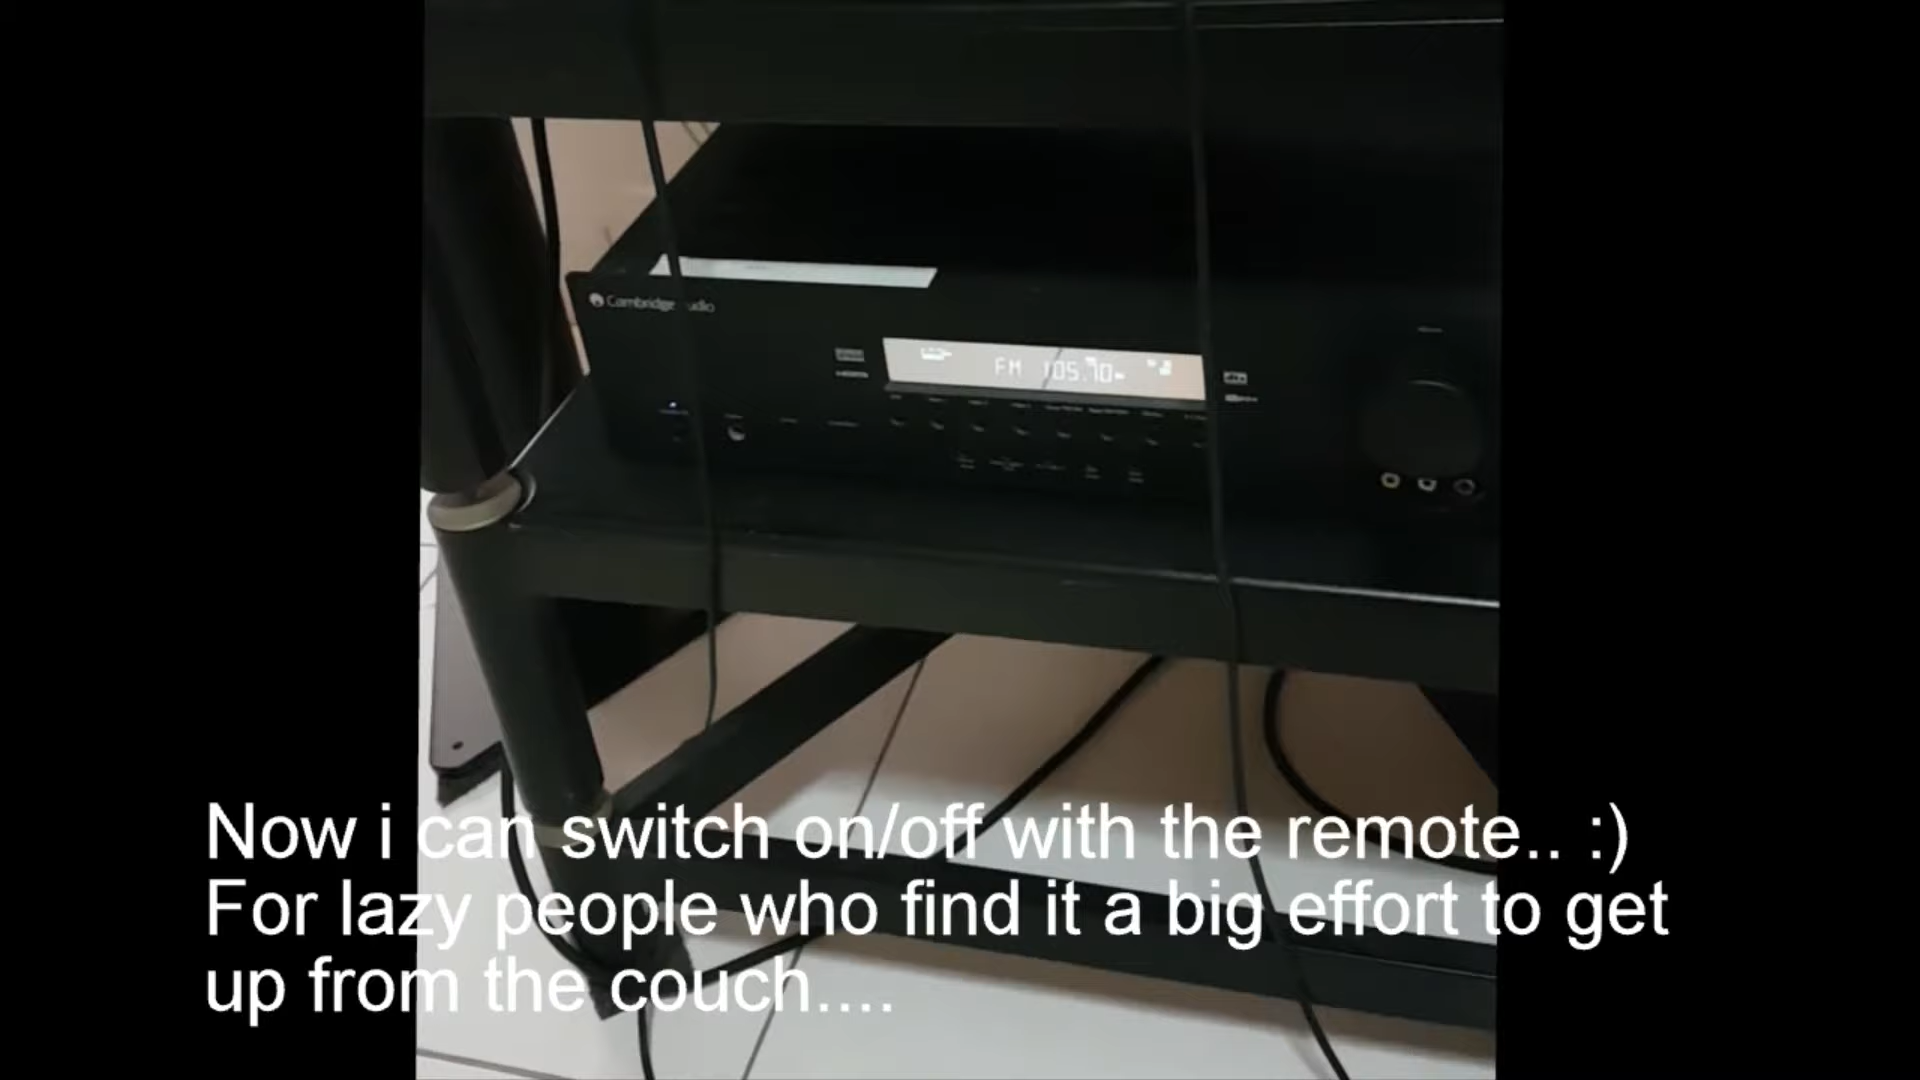 Cambridge Audio
FM 105.70
HDMI
Now i can switch on/off with the remote.. :)
For lazy people who find it a big effort to get
up from the couch....